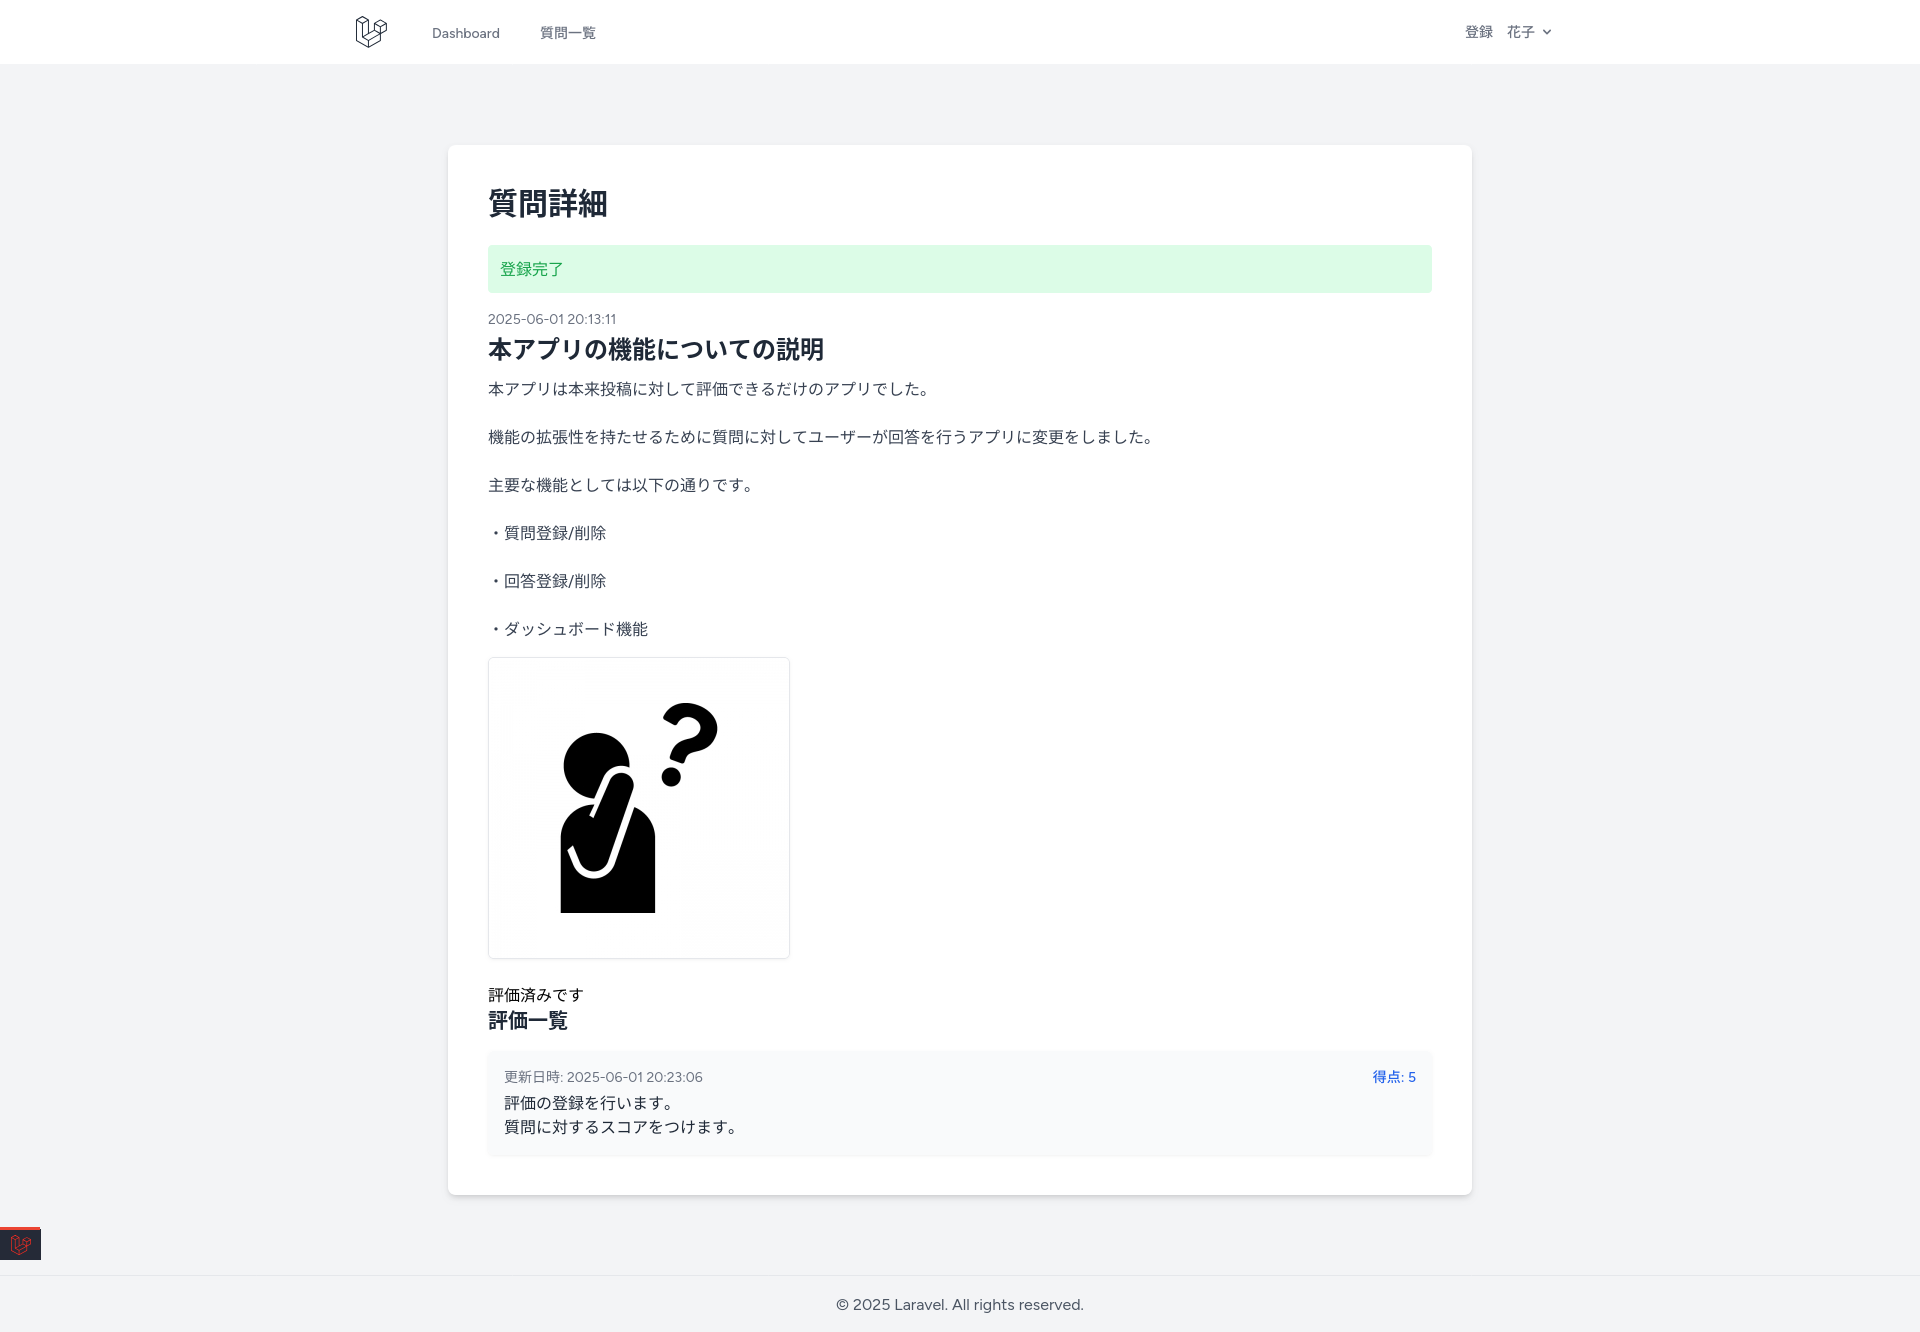 Dashboard
質問一覧
登録 花子
質問詳細
登録完了
2025-06-01 20:13:11
本アプリの機能についての説明
本アプリは本来投稿に対して評価できるだけのアプリでした。
機能の拡張性を持たせるために質問に対してユーザーが回答を行うアプリに変更をしました。
主要な機能としては以下の通りです。
・質問登録/削除
・回答登録/削除
・ダッシュボード機能
?
評価済みです
評価一覧
更新日時: 2025-06-01 20:23:06
得点: 5
評価の登録を行います。
質問に対するスコアをつけます。
© 2025 Laravel. All rights reserved.